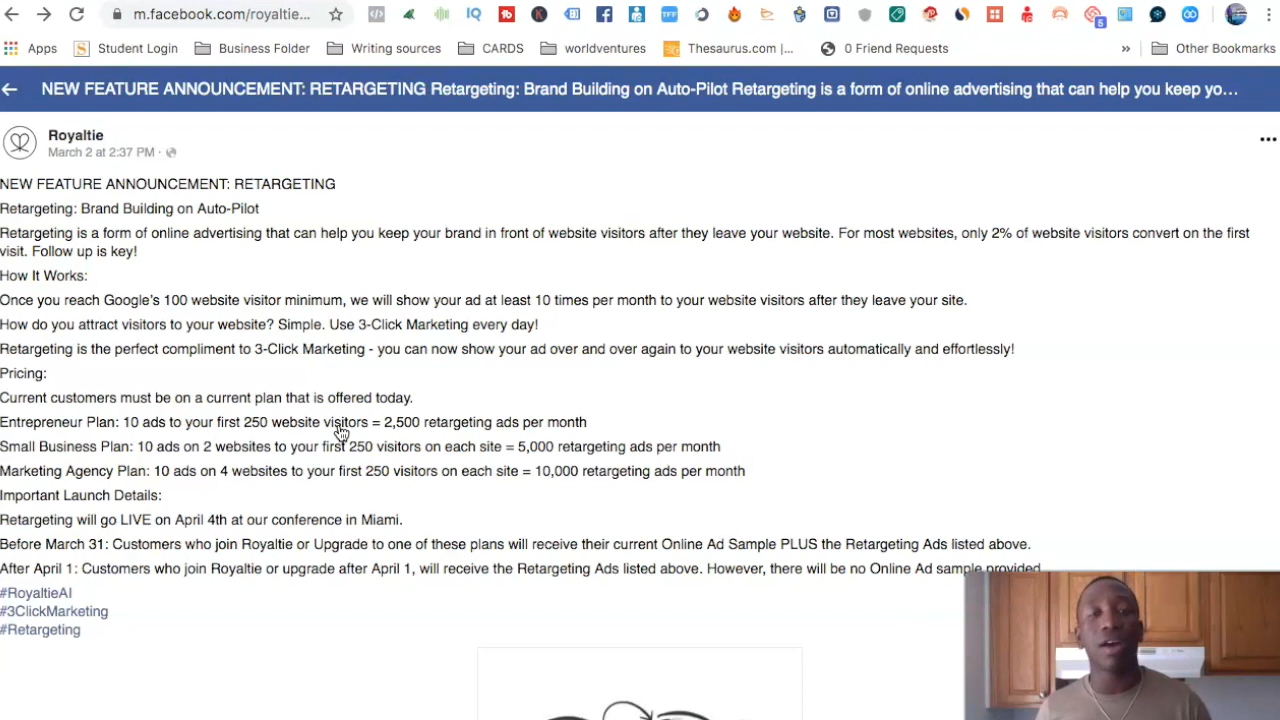 m.facebook.com/royaltie...
5
Apps
Student Login
Business Folder
Writing sources
CARDS
worldventures
Thesaurus.com |...
0 Friend Requests
»
Other Bookmarks
NEW FEATURE ANNOUNCEMENT: RETARGETING Retargeting: Brand Building on Auto-Pilot Retargeting is a form of online advertising that can help you keep yo...
Royaltie
March 2 at 2:37 PM ·
NEW FEATURE ANNOUNCEMENT: RETARGETING
Retargeting: Brand Building on Auto-Pilot
Retargeting is a form of online advertising that can help you keep your brand in front of website visitors after they leave your website. For most websites, only 2% of website visitors convert on the first
visit. Follow up is key!
How It Works:
Once you reach Google's 100 website visitor minimum, we will show your ad at least 10 times per month to your website visitors after they leave your site.
How do you attract visitors to your website? Simple. Use 3-Click Marketing every day!
Retargeting is the perfect compliment to 3-Click Marketing - you can now show your ad over and over again to your website visitors automatically and effortlessly!
Pricing:
Current customers must be on a current plan that is offered today.
Entrepreneur Plan: 10 ads to your first 250 website visitors = 2,500 retargeting ads per month
Small Business Plan: 10 ads on 2 websites to your first 250 visitors on each site = 5,000 retargeting ads per month
Marketing Agency Plan: 10 ads on 4 websites to your first 250 visitors on each site = 10,000 retargeting ads per month
Important Launch Details:
Retargeting will go LIVE on April 4th at our conference in Miami.
Before March 31: Customers who join Royaltie or Upgrade to one of these plans will receive their current Online Ad Sample PLUS the Retargeting Ads listed above.
After April 1: Customers who join Royaltie or upgrade after April 1, will receive the Retargeting Ads listed above. However, there will be no Online Ad sample provided
#RoyaltieAI
#3ClickMarketing
#Retargeting